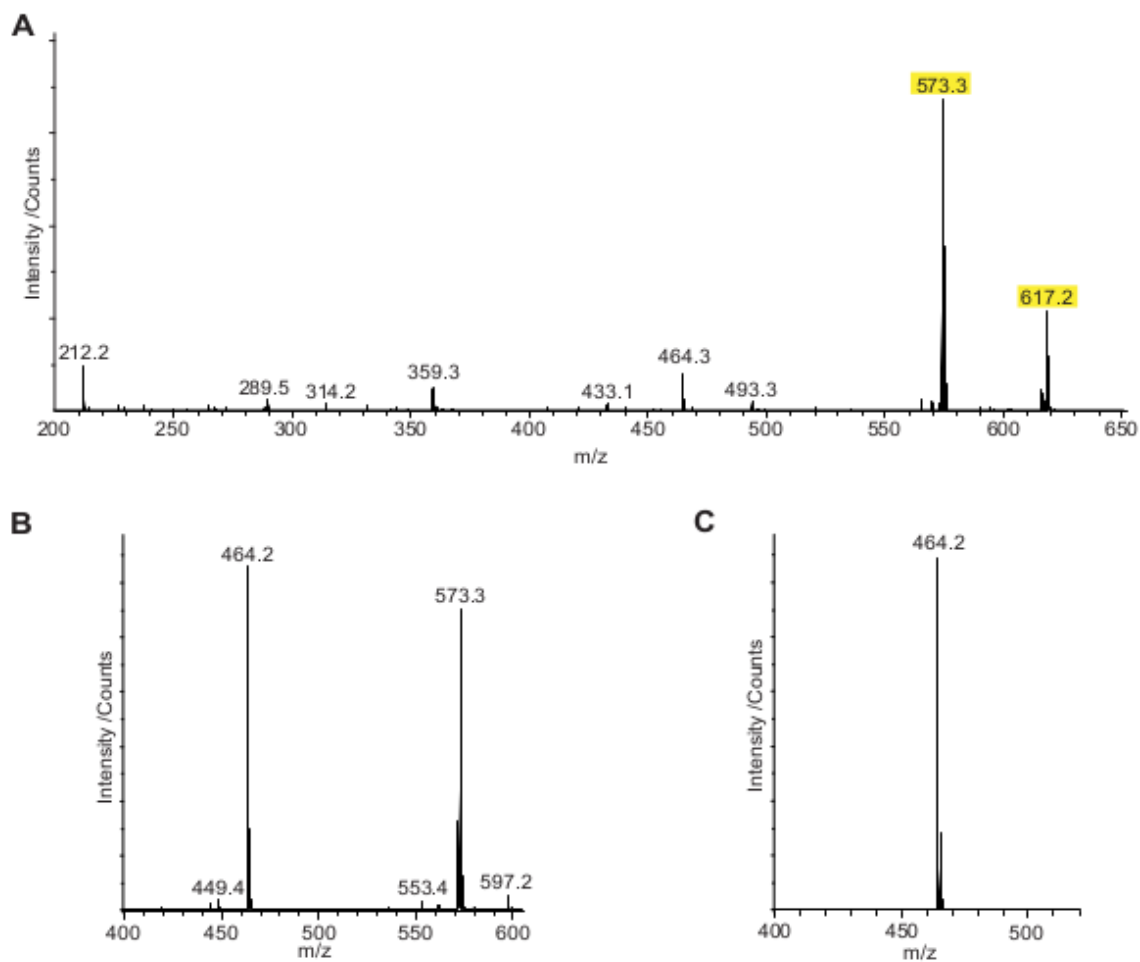 A
573.3
617.2
212.2
289.5
314.2
359.3
433.1
464.3
493.3
Intensity /Counts
200 250 300 350 400 450 500 550 600 650
m/z
B
464.2
573.3
449.4
553.4
597.2
Intensity /Counts
400 450 500 550 600
m/z
C
464.2
Intensity /Counts
400 450 500
m/z